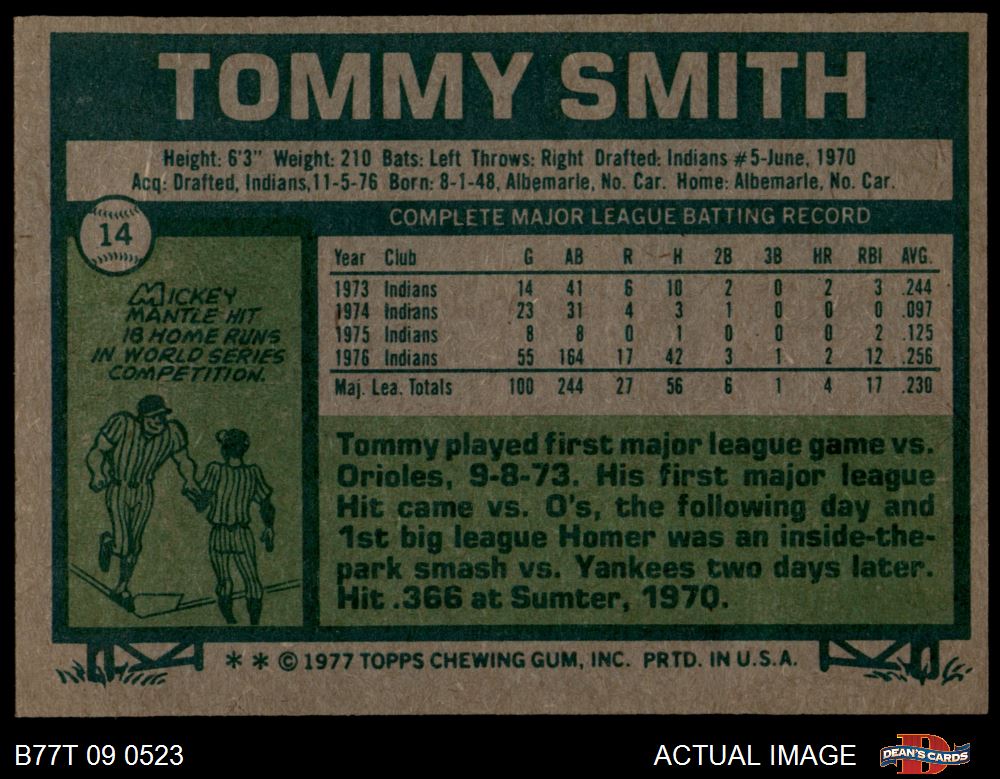 TOMMY SMITH
Height: 6'3" Weight: 210 Bats: Left Throws: Right Drafted: Indians #5-June, 1970
Acq: Drafted, Indians,11-5-76 Born: 8-1-48, Albemarle, No. Car. Home: Albemarle, No. Car.
14
MICKEY
MANTLE HIT
18 HOME RUNS
IN WORLD SERIES
COMPETITION.
COMPLETE MAJOR LEAGUE BATTING RECORD
Year Club G AB R H 2B 3B HR RBI AVG.
1973 Indians 14 41 6 10 2 0 2 3 .244
1974 Indians 23 31 4 3 1 0 0 0 .097
1975 Indians 8 8 0 1 0 0 0 2 .125
1976 Indians 55 164 17 42 3 1 2 12 .256
Maj. Lea. Totals 100 244 27 56 6 1 4 17 .230
Tommy played first major league game vs.
Orioles, 9-8-73. His first major league
Hit came vs. O's, the following day and
1st big league Homer was an inside-the-
park smash vs. Yankees two days later.
Hit .366 at Sumter, 1970.
* * © 1977 TOPPS CHEWING GUM, INC. PRTD. IN U.S.A.
B77T 09 0523
ACTUAL IMAGE
D
DEAN'S CARDS